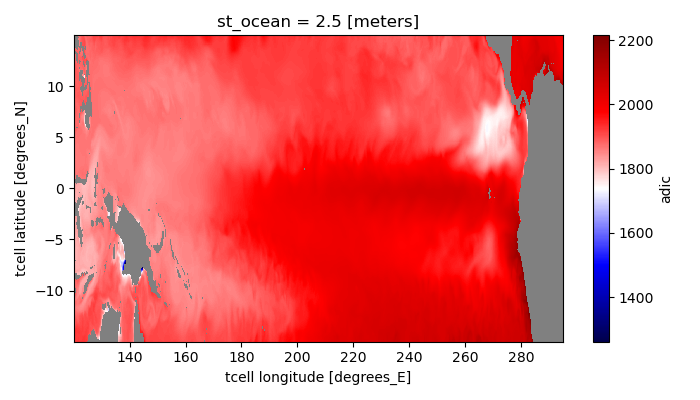 st_ocean = 2.5 [meters]
10
5
0
−5
−10
tcell latitude [degrees_N]
140 160 180 200 220 240 260 280
tcell longitude [degrees_E]
2200
2000
1800
1600
1400
adic